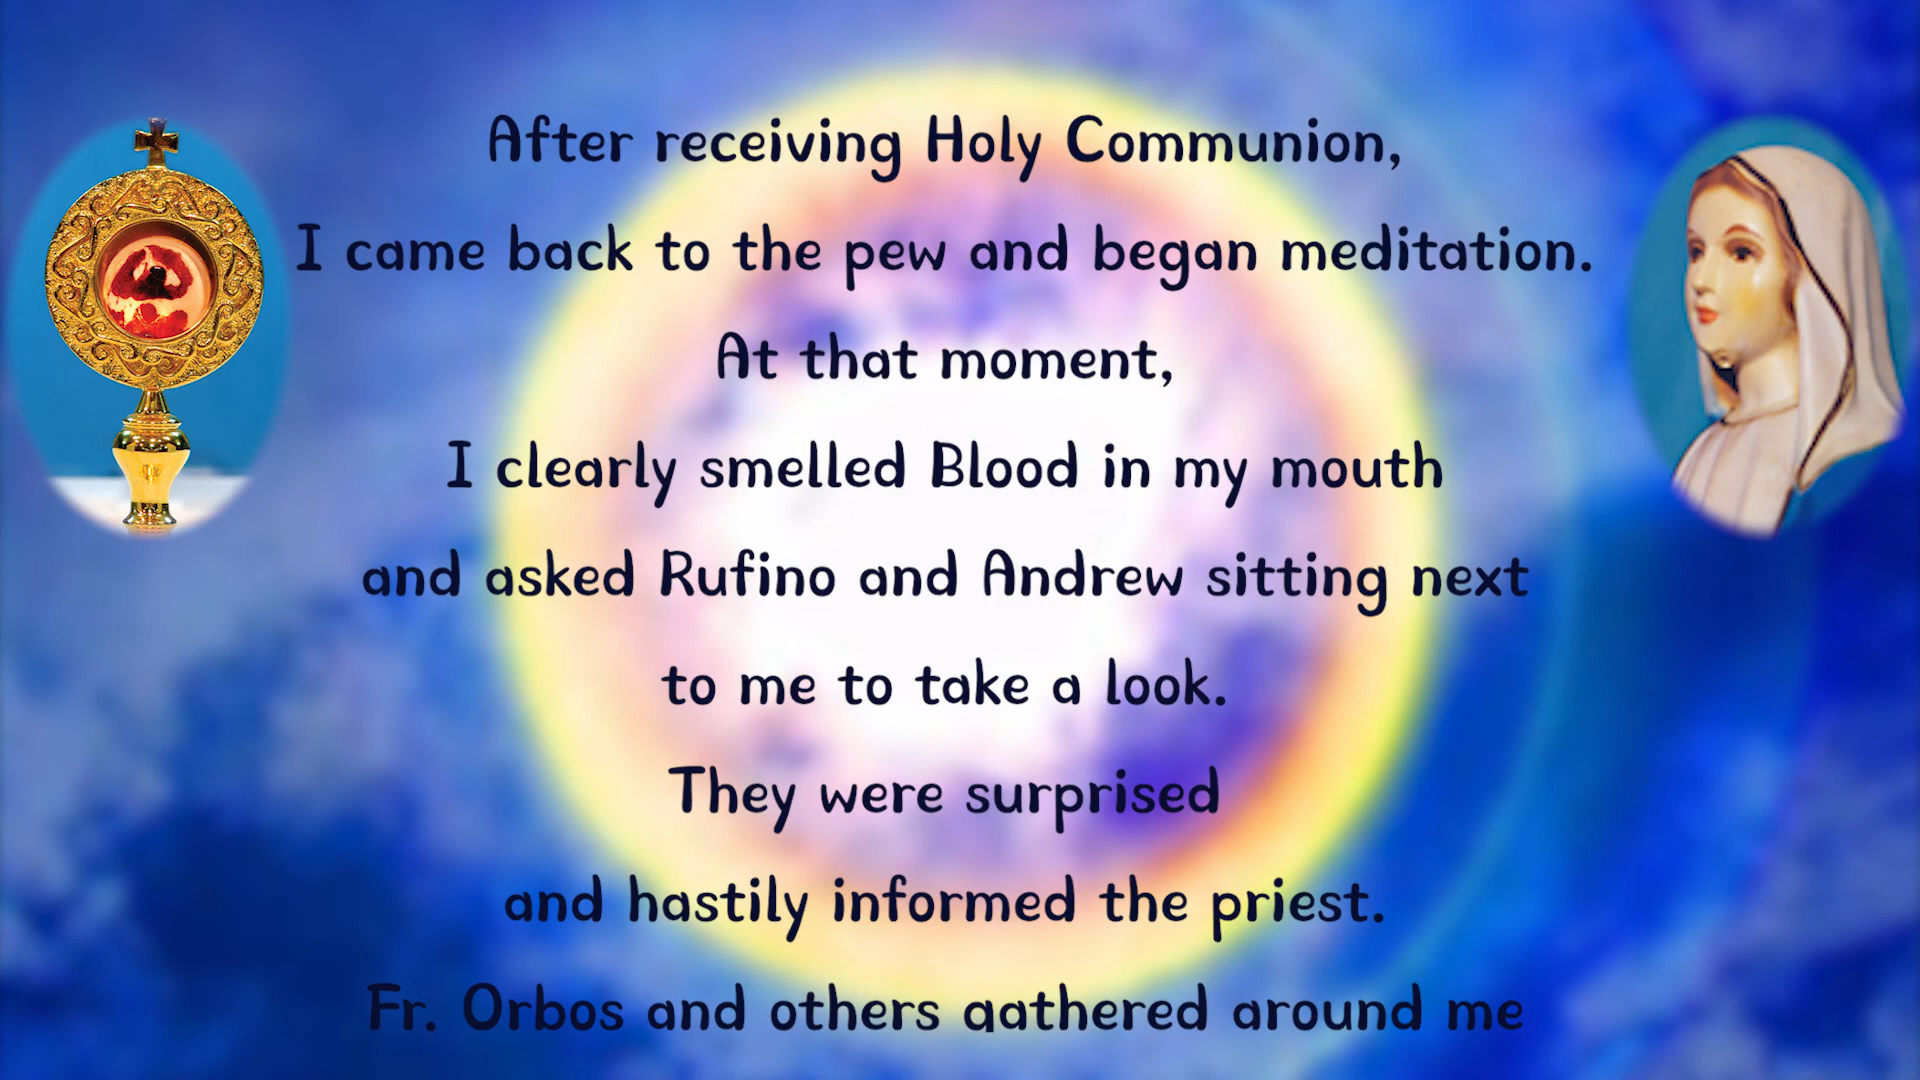 After receiving Holy Communion,
I came back to the pew and began meditation.
At that moment,
I clearly smelled Blood in my mouth
and asked Rufino and Andrew sitting next
to me to take a look.
They were surprised
and hastily informed the priest.
Fr. Orbos and others gathered around me